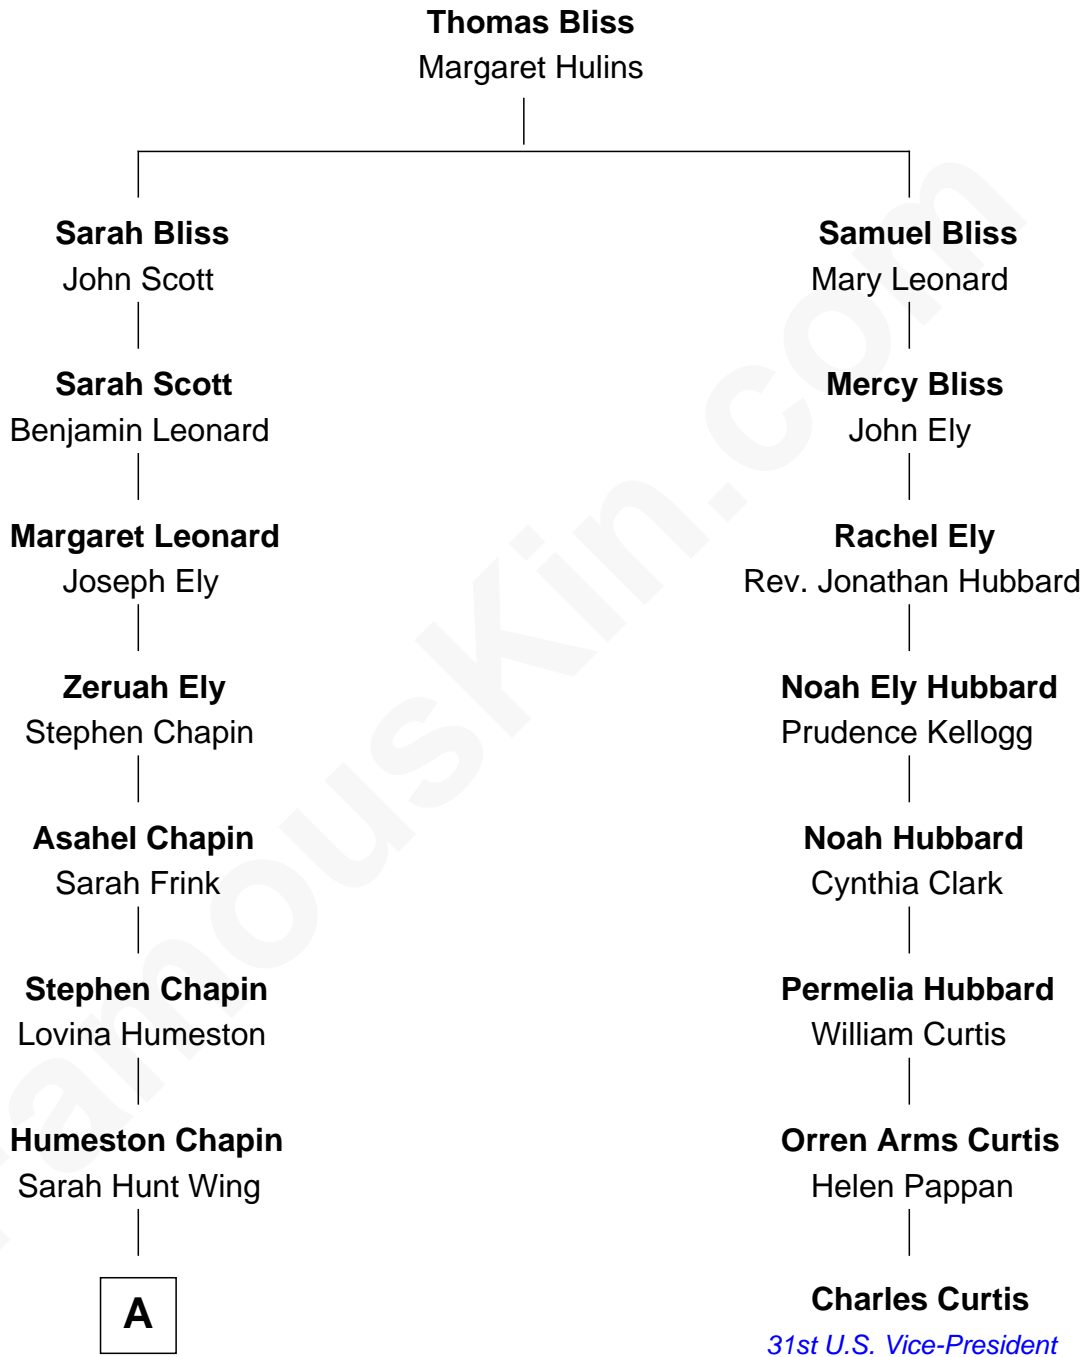 Thomas Bliss
Margaret Hulins
Sarah Bliss
John Scott
Samuel Bliss
Mary Leonard
Sarah Scott
Benjamin Leonard
Mercy Bliss
John Ely
Margaret Leonard
Joseph Ely
Rachel Ely
Rev. Jonathan Hubbard
Zeruah Ely
Stephen Chapin
Noah Ely Hubbard
Prudence Kellogg
Asahel Chapin
Sarah Frink
Noah Hubbard
Cynthia Clark
Stephen Chapin
Lovina Humeston
Permelia Hubbard
William Curtis
Humeston Chapin
Sarah Hunt Wing
Orren Arms Curtis
Helen Pappan
A
Charles Curtis
31st U.S. Vice-President
FamousKin.com